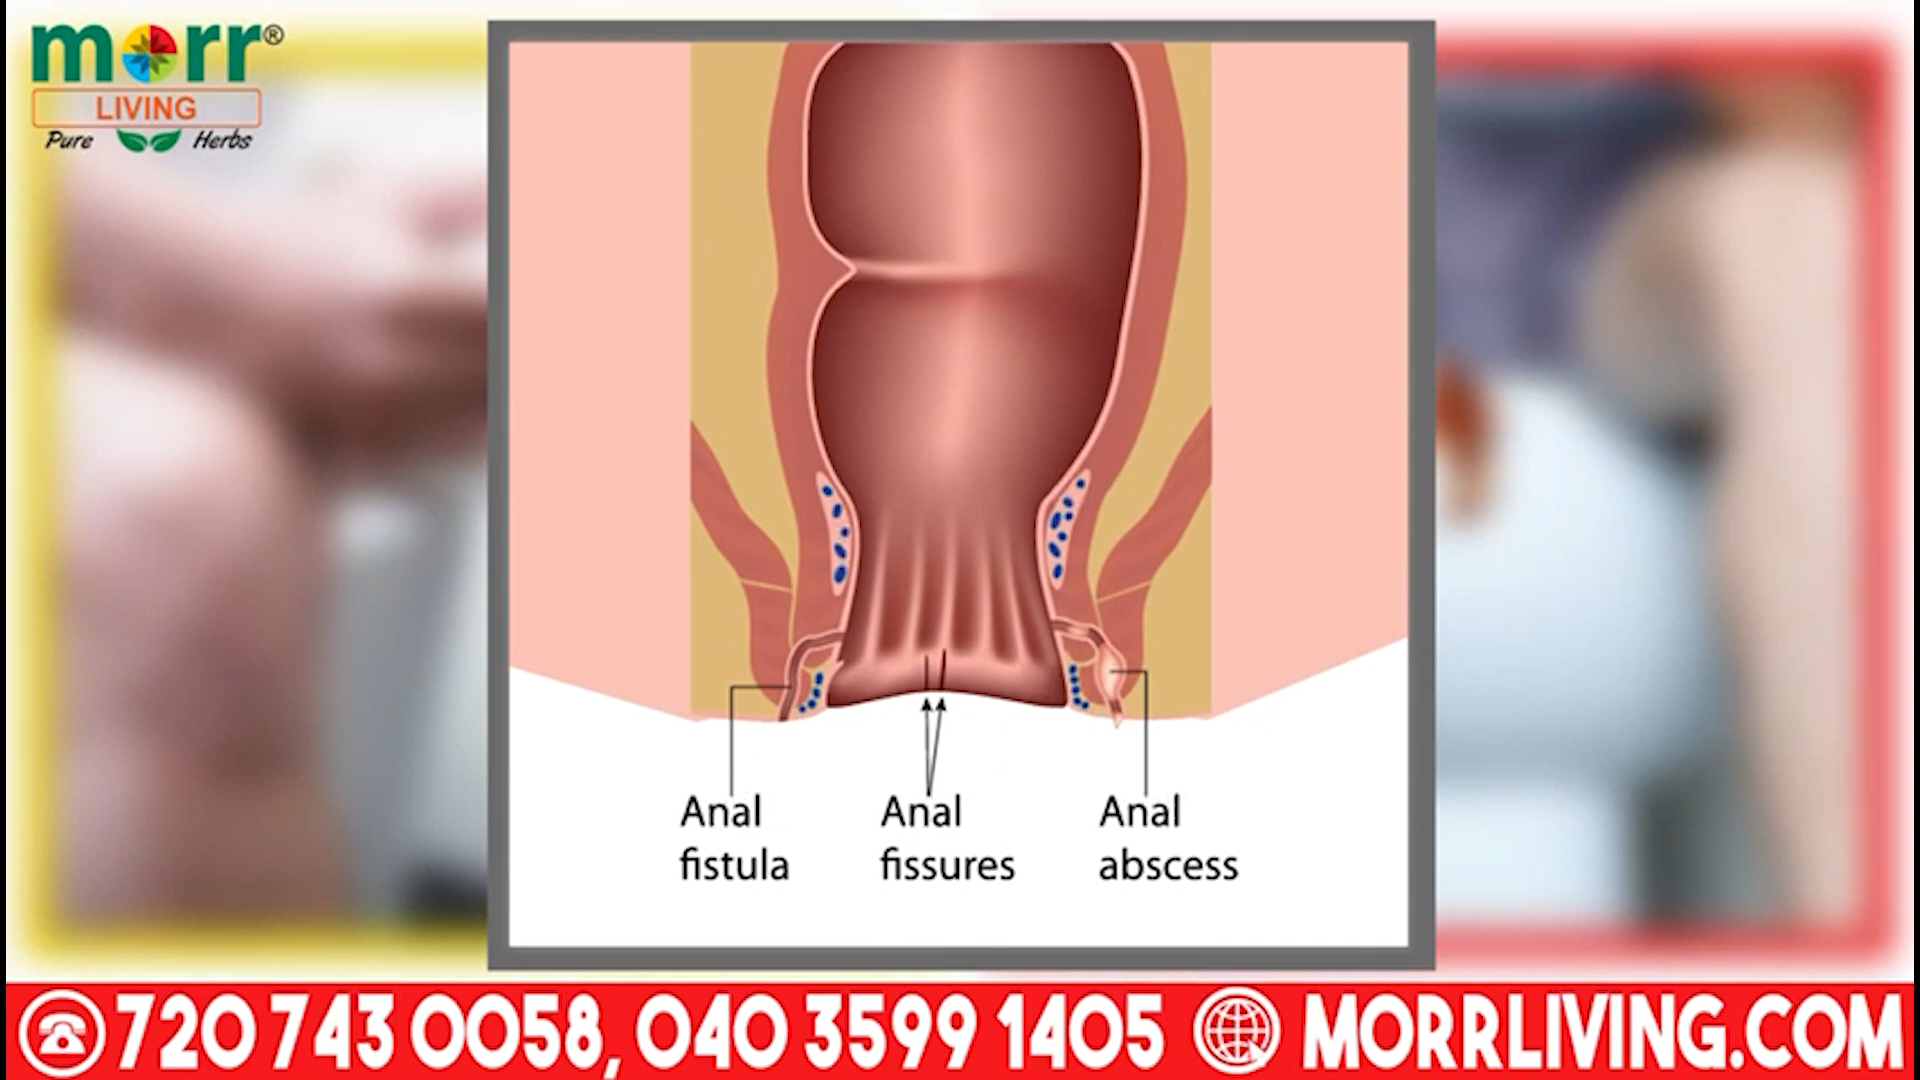 morr®
LIVING
Pure Herbs
Anal
fistula
Anal
fissures
Anal
abscess
720 743 0058, 040 3599 1405 MORRLIVING.COM